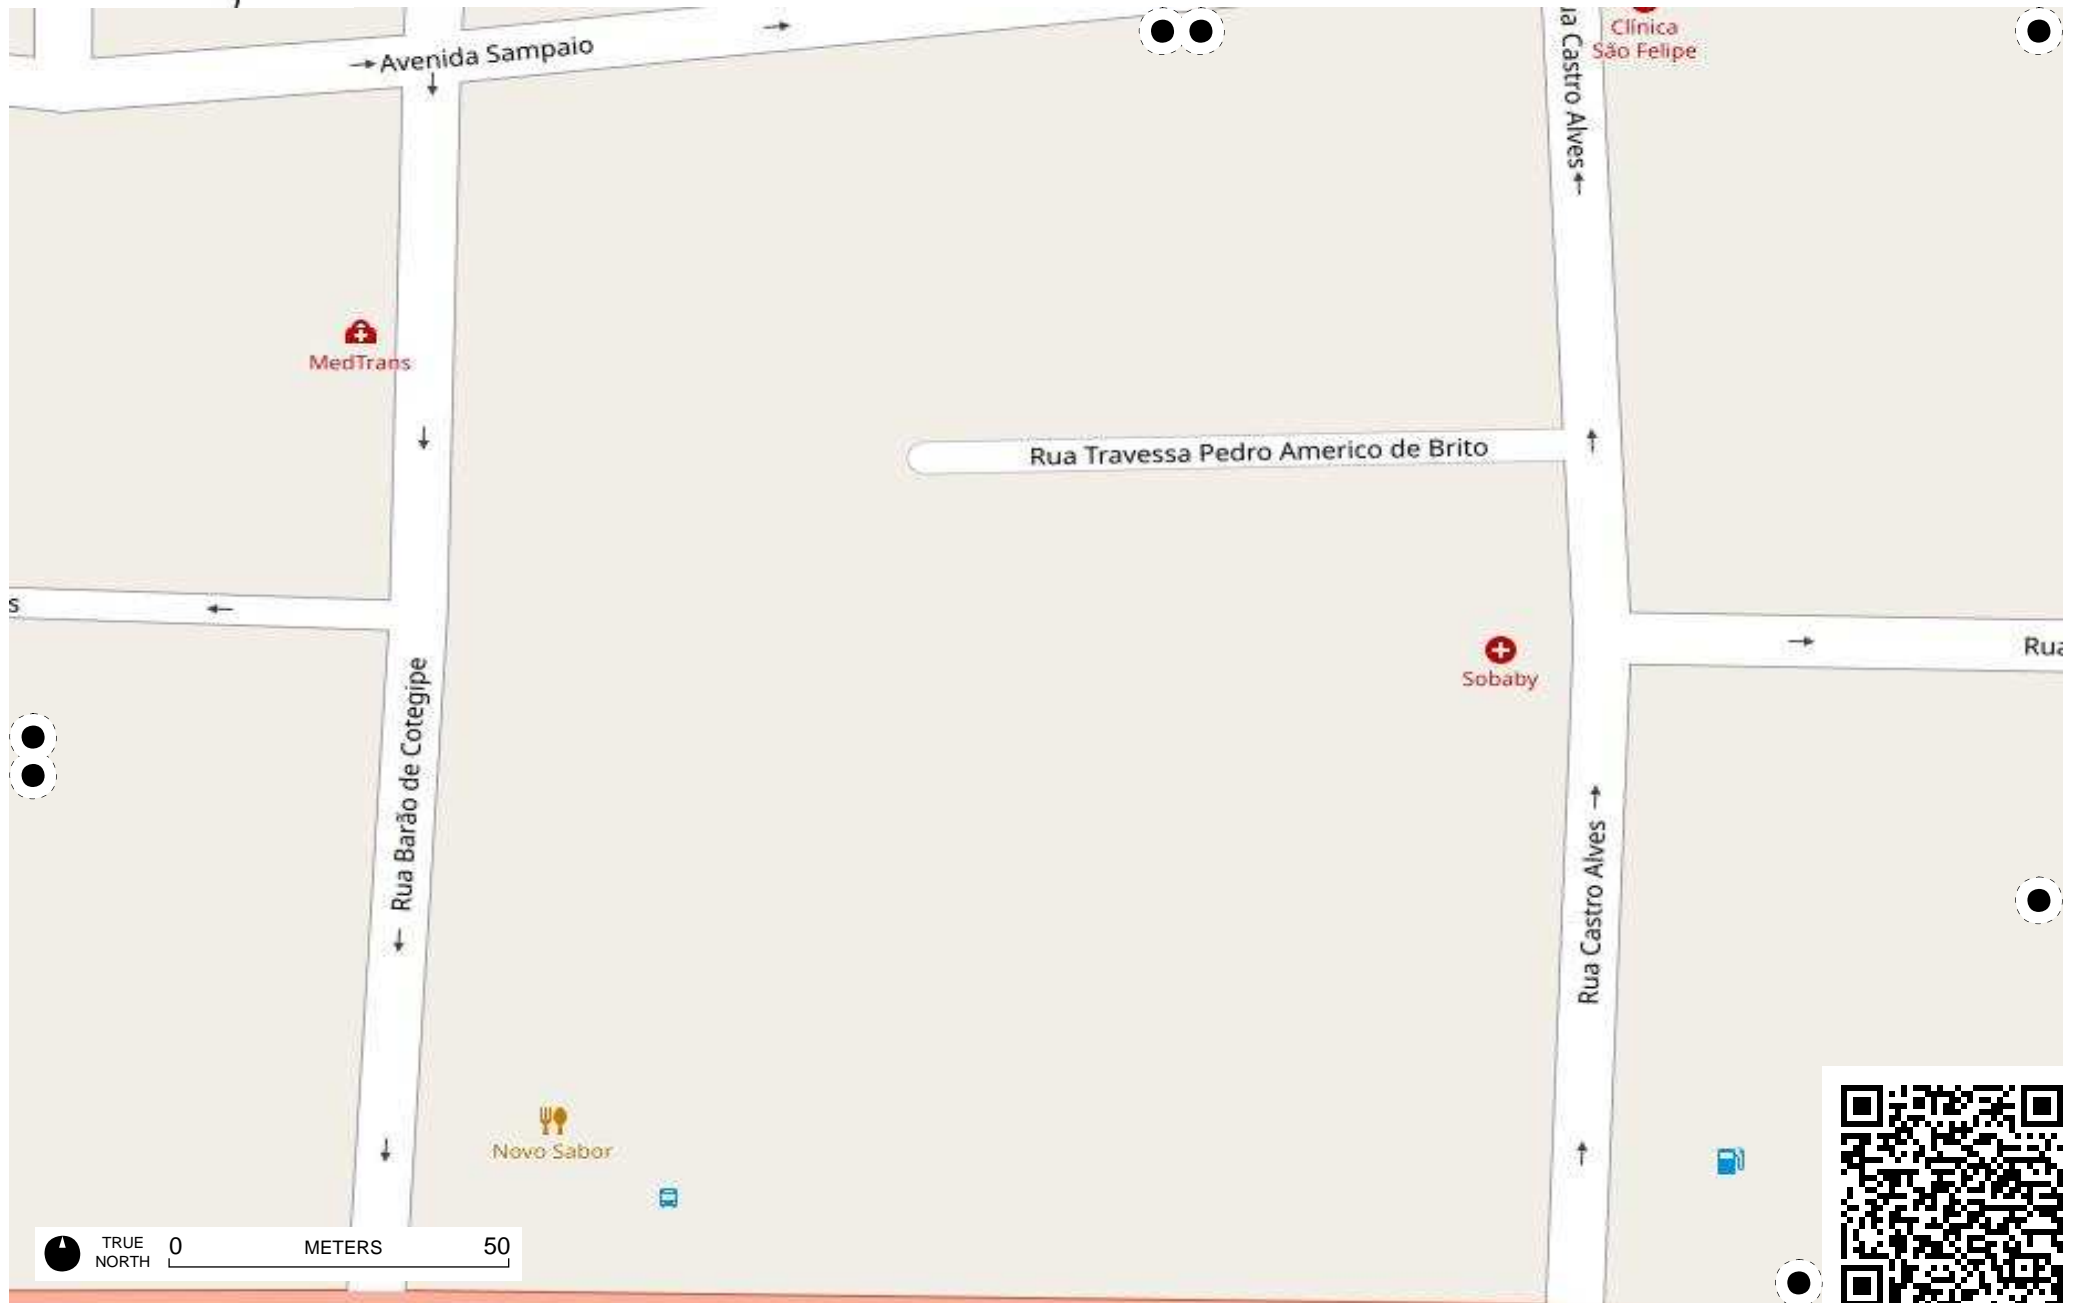 Clínica
São Felipe
Avenida Sampaio
Castro Alves
MedTrans
Rua Travessa Pedro Americo de Brito
s
Rua
Sobaby
Rua Barão de Cotegipe
Rua Castro Alves
Novo Sabor
TRUE
NORTH
0 METERS 50